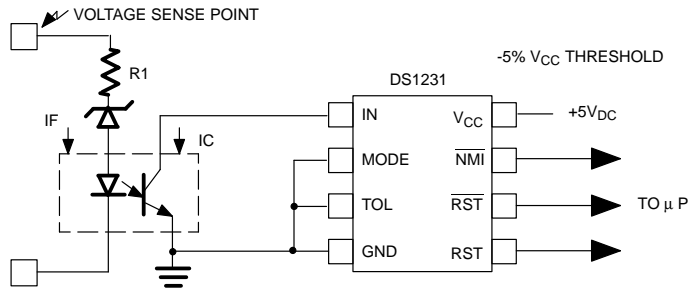 VOLTAGE SENSE POINT
-5% VCC THRESHOLD
R1
DS1231
IF
IC
IN
VCC
+5VDC
MODE
NMI
TOL
RST
TO μ P
GND
RST